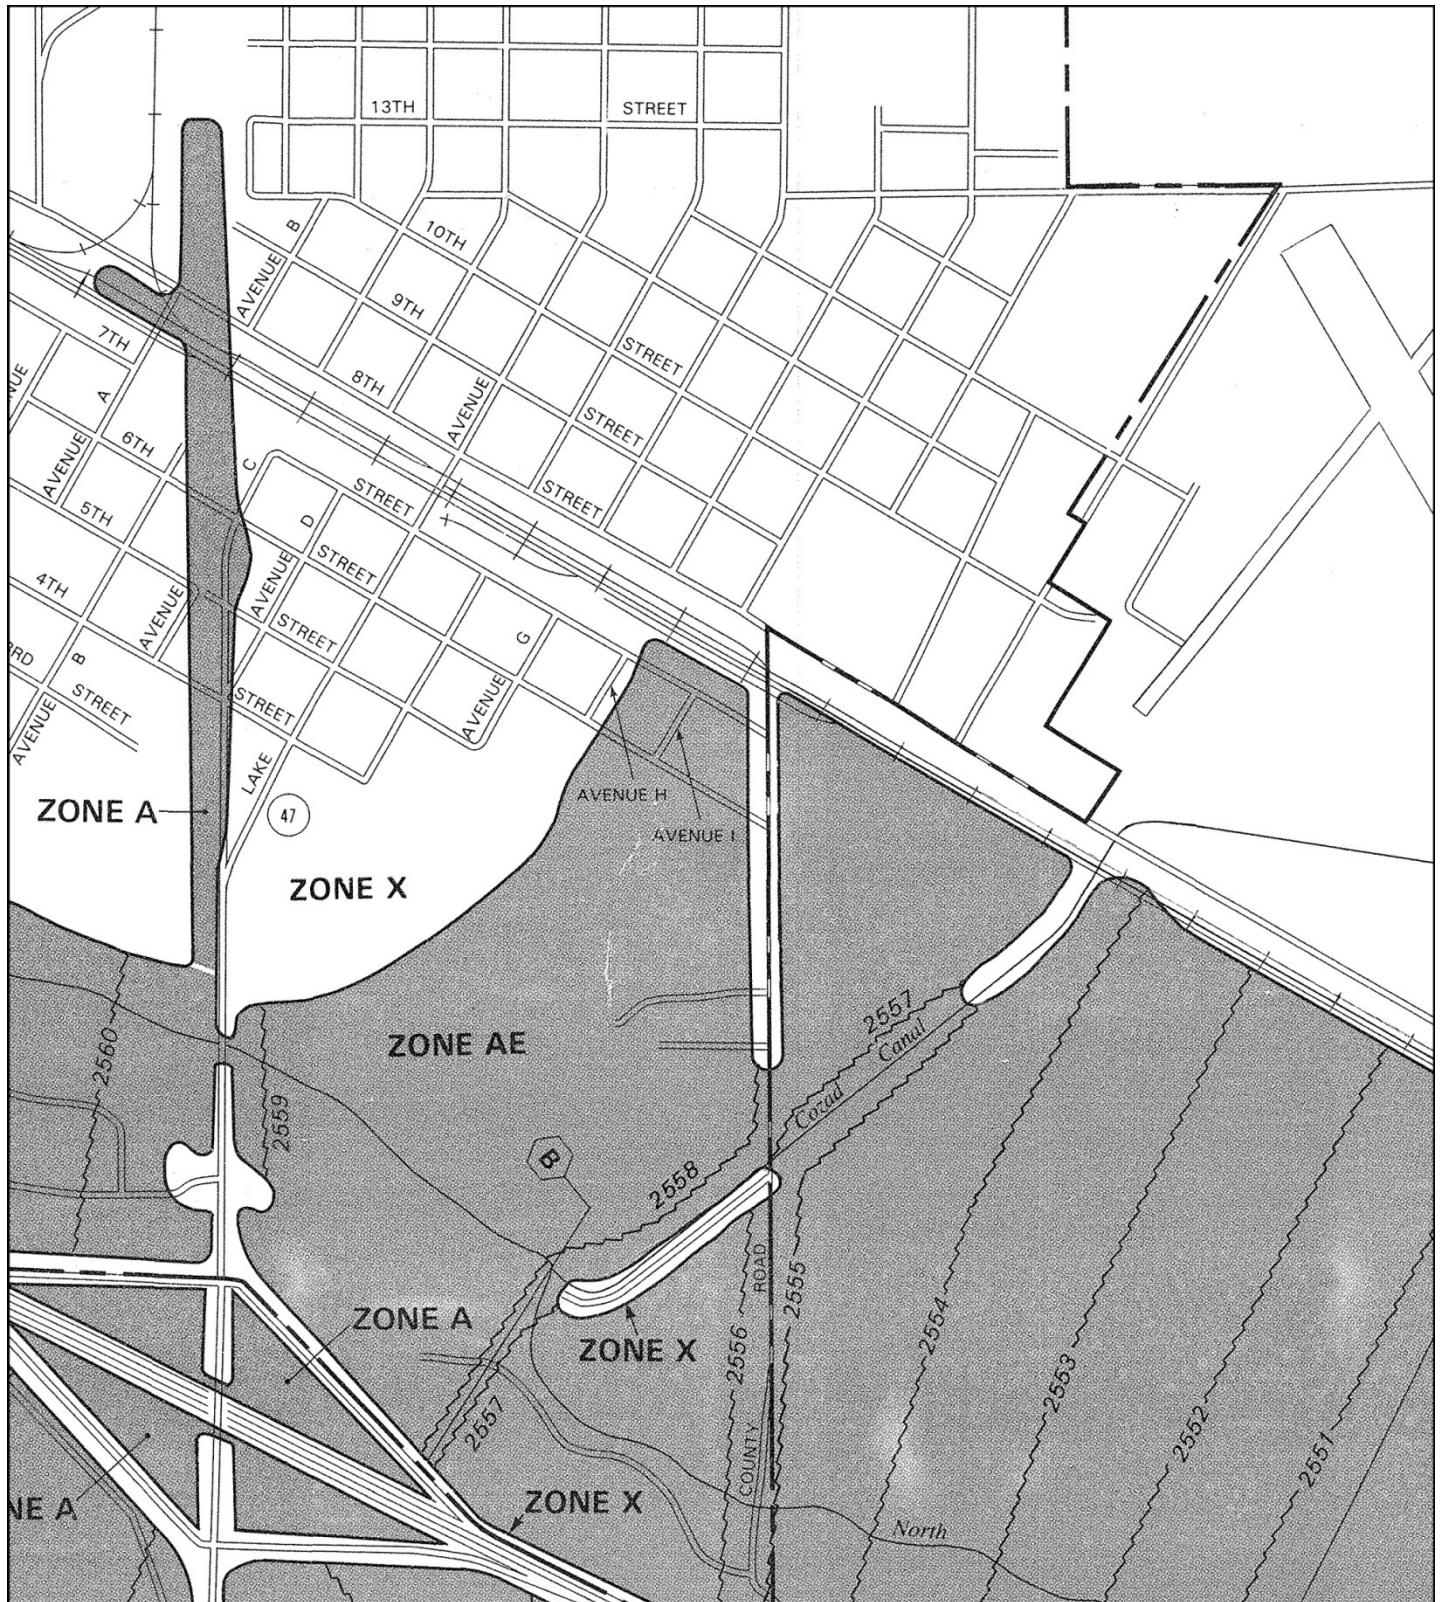 13TH STREET
B
AVENUE
10TH
9TH
STREET
7TH
8TH
AVENUE
STREET
A
6TH
AVENUE
C
STREET
STREET
5TH
D
STREET
4TH
AVENUE
AVENUE
STREET
G
B
STREET
STREET
AVENUE
AVENUE
LAKE
AVENUE H
ZONE A
47
AVENUE I
ZONE X
2557
Canal
ZONE AE
2560
2559
Cozad
B
2558
ROAD
2555
2554
ZONE A
ZONE X
2556
2553
2557
2552
COUNTY
2551
ZONE X
NE A
North